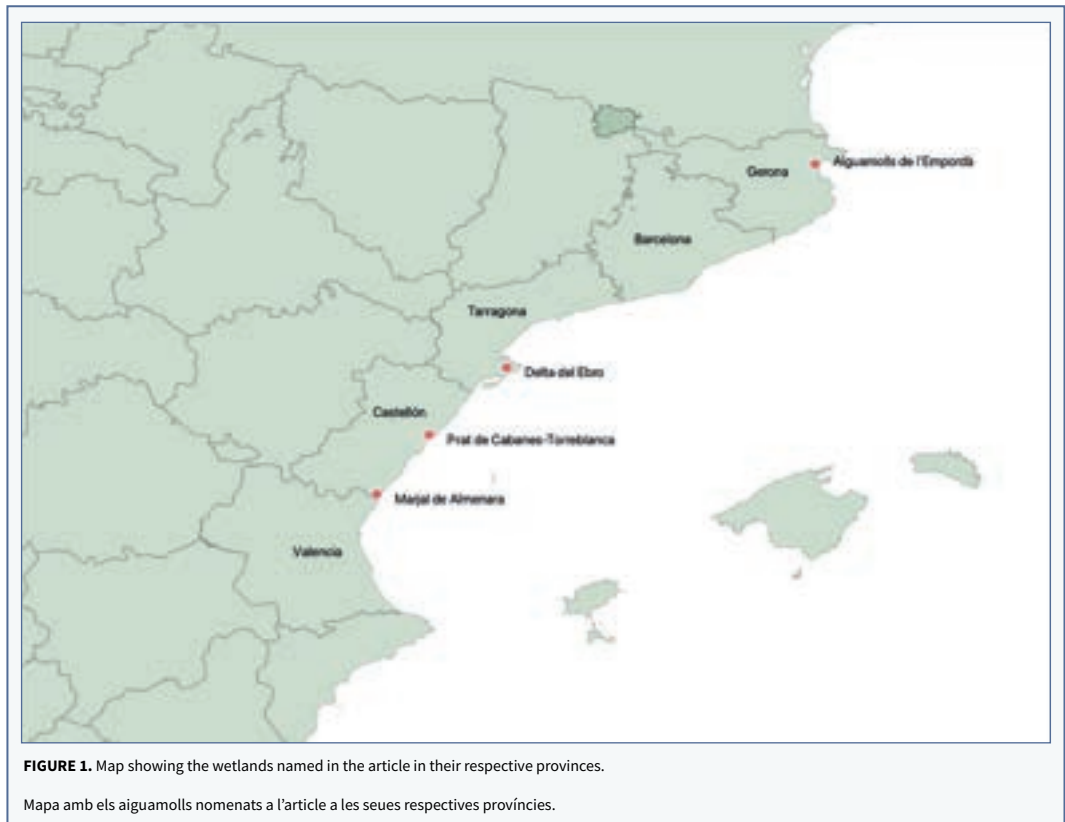 Gerona
Aiguamolls de l'Empordà
Barcelona
Tarragona
Delta del Ebro
Castellón
Prat de Cabanes-Torreblanca
Marjal de Almenara
Valencia
FIGURE 1. Map showing the wetlands named in the article in their respective provinces.
Mapa amb els aiguamolls nomenats a l'article a les seues respectives províncies.